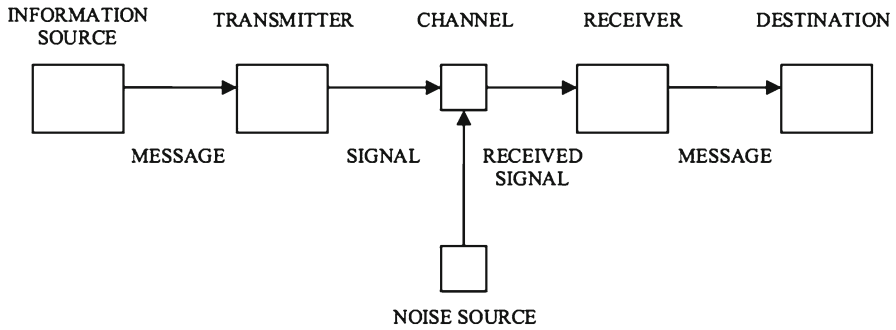 INFORMATION
SOURCE
TRANSMITTER
CHANNEL
RECEIVER
DESTINATION
MESSAGE
SIGNAL
RECEIVED
SIGNAL
MESSAGE
NOISE SOURCE